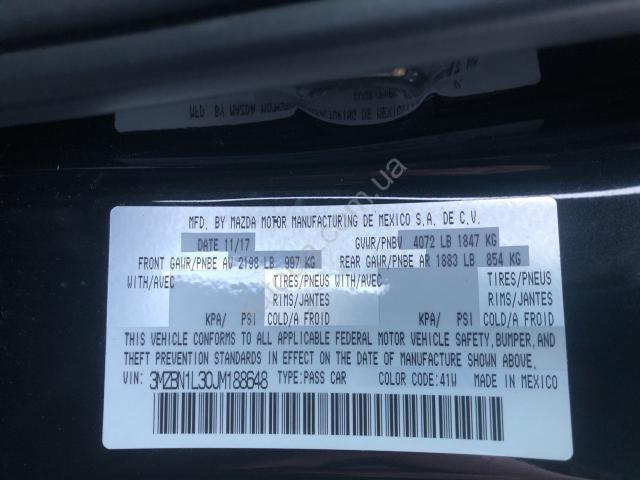 MFD. BY MAZDA MOTOR MANUFACTURING DE MEXICO S.A. DE C.V.
DATE 11/17 GVWR/PNBV 4072 LB 1847 KG
FRONT GAWR/PNBE AV 2198 LB 997 KG REAR GAWR/PNBE AR 1883 LB 854 KG
WITH/AVEC TIRES/PNEUS WITH/AVEC TIRES/PNEUS
RIMS/JANTES RIMS/JANTES
KPA/ PSI COLD/A FROID KPA/ PSI COLD/A FROID
THIS VEHICLE CONFORMS TO ALL APPLICABLE FEDERAL MOTOR VEHICLE SAFETY, BUMPER, AND
THEFT PREVENTION STANDARDS IN EFFECT ON THE DATE OF MANUFACTURE SHOWN ABOVE.
VIN: 3MZBN1L30JM188648 TYPE:PASS CAR COLOR CODE:41W MADE IN MEXICO